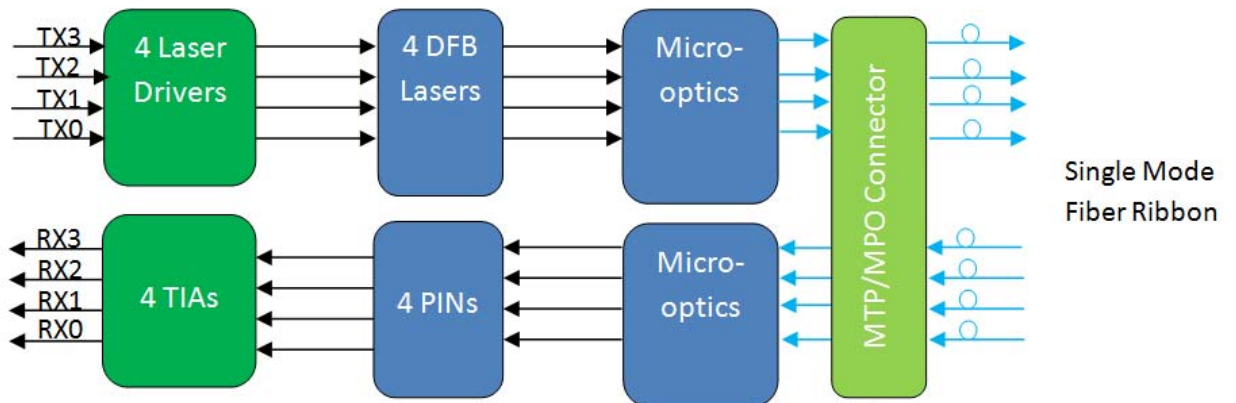 TX3
TX2
TX1
TX0
4 Laser
Drivers
4 DFB
Lasers
Micro-
optics
MTP/MPO Connector
Single Mode
Fiber Ribbon
RX3
RX2
RX1
RX0
4 TIAs
4 PINs
Micro-
optics